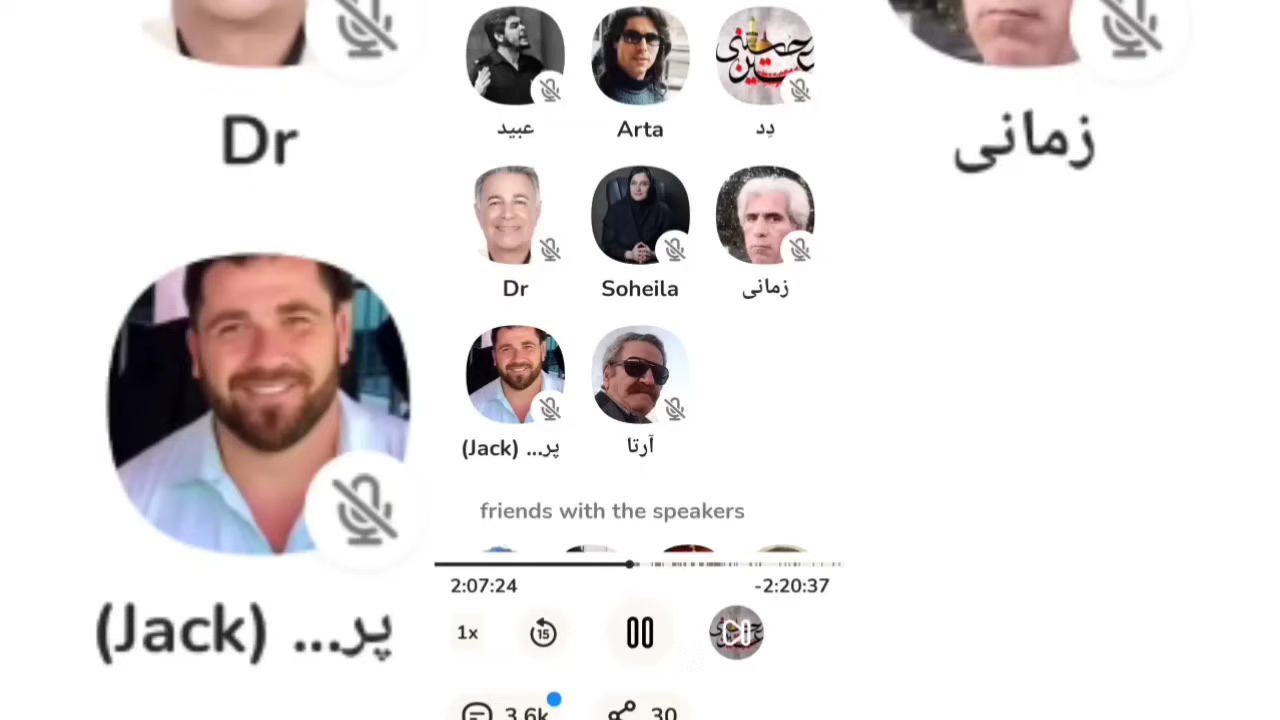 Dr
زمانی
پر... (Jack)
عبید
Arta
دِد
Dr
Soheila
زمانی
پر... (Jack)
آرتا
friends with the speakers
2:07:24
-2:20:37
1x
15
3.6k
30